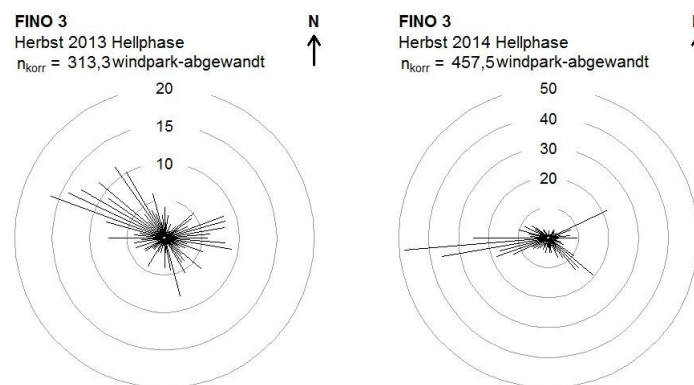 FINO 3
N
Herbst 2013 Hellphase
nkorr = 313,3 windpark-abgewandt
20
15
10
FINO 3
N
Herbst 2014 Hellphase
nkorr = 457,5 windpark-abgewandt
50
40
30
20